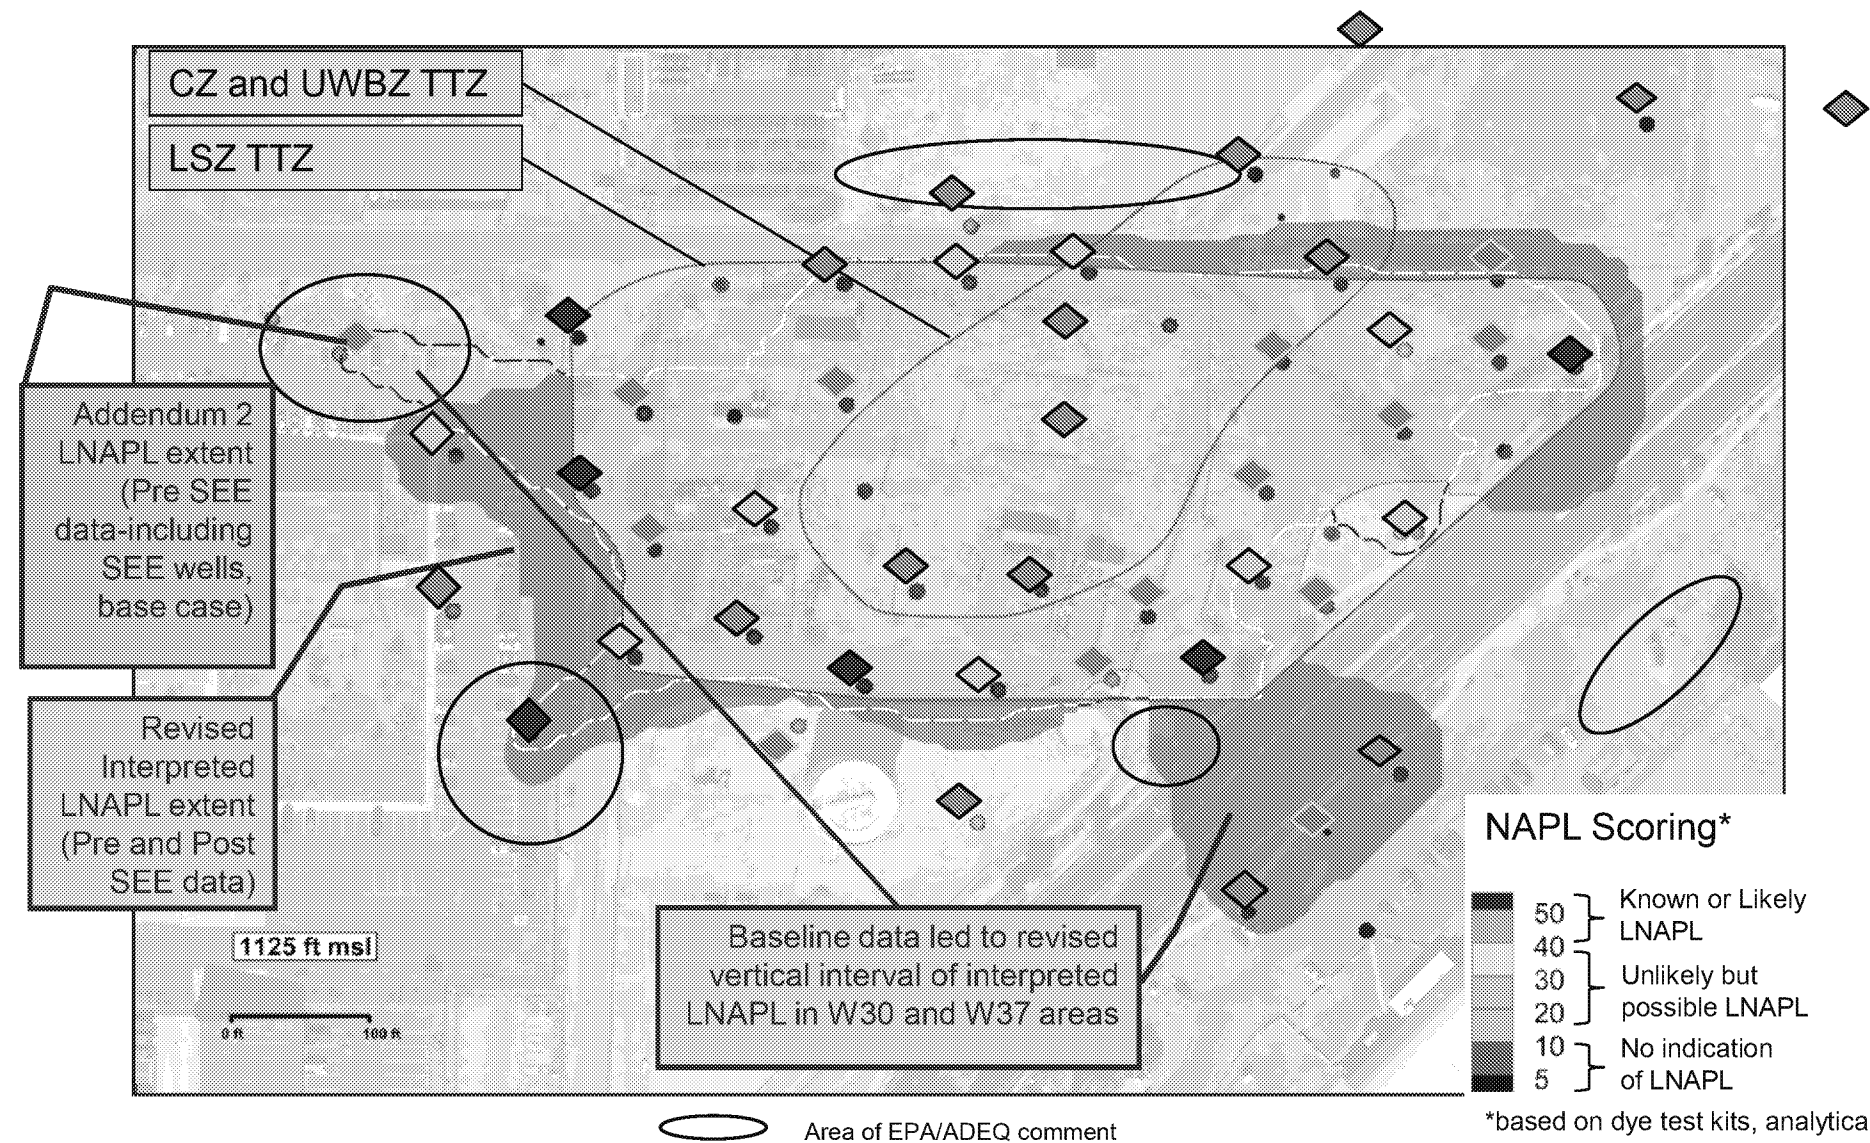 CZ and UWBZ TTZ
LSZ TTZ
Addendum 2
LNAPL extent
(Pre SEE
data-including
SEE wells,
base case)
Revised
Interpreted
LNAPL extent
(Pre and Post
SEE data)
1125 ft msl
0 ft
100 ft
Baseline data led to revised
vertical interval of interpreted
LNAPL in W30 and W37 areas
NAPL Scoring*
50
40
30
20
10
5
Known or Likely
LNAPL
Unlikely but
possible LNAPL
No indication
of LNAPL
*based on dye test kits, analytica
Area of EPA/ADEQ comment